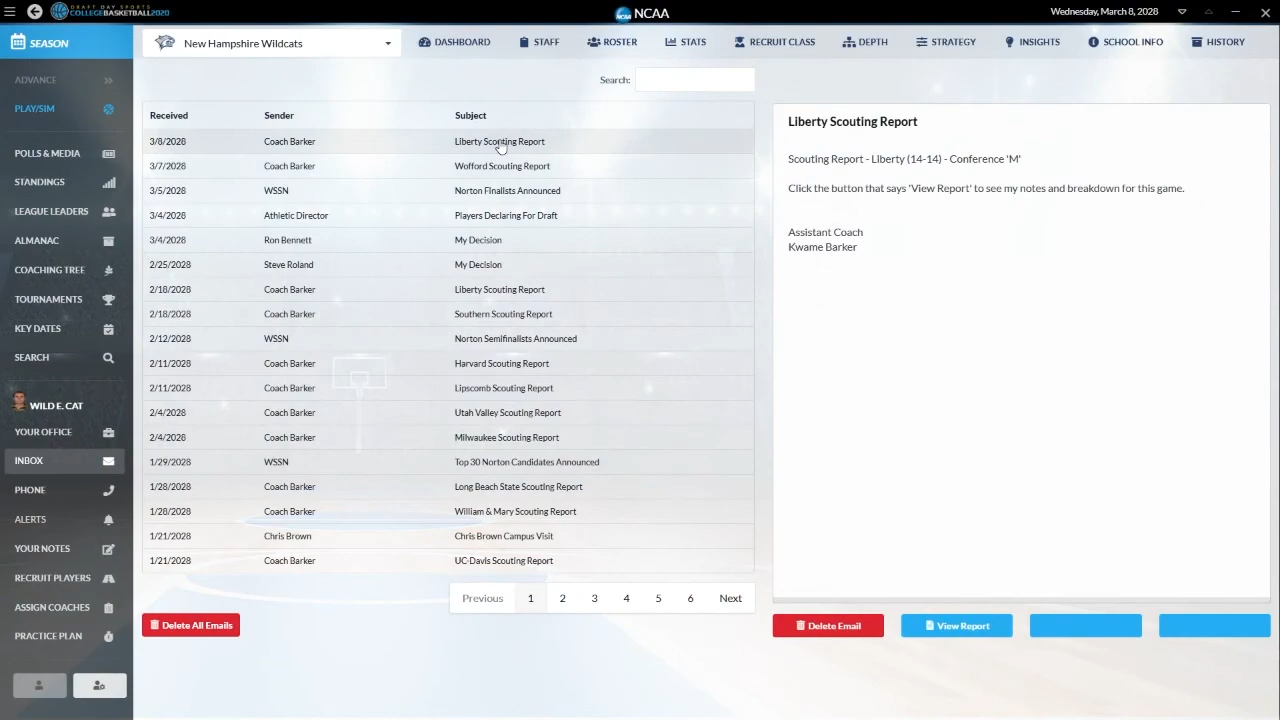 DRAFT DAY SPORTS
COLLEGEBASKETBALL2020
NCAA
Wednesday, March 8, 2028
SEASON
New Hampshire Wildcats
DASHBOARD
STAFF
ROSTER
STATS
RECRUIT CLASS
DEPTH
STRATEGY
INSIGHTS
SCHOOL INFO
HISTORY
ADVANCE
PLAY/SIM
POLLS & MEDIA
STANDINGS
LEAGUE LEADERS
ALMANAC
COACHING TREE
TOURNAMENTS
KEY DATES
SEARCH
WILD E. CAT
YOUR OFFICE
INBOX
PHONE
ALERTS
YOUR NOTES
RECRUIT PLAYERS
ASSIGN COACHES
PRACTICE PLAN
Search:
Received Sender Subject
3/8/2028 Coach Barker Liberty Scouting Report
3/7/2028 Coach Barker Wofford Scouting Report
3/5/2028 WSSN Norton Finalists Announced
3/4/2028 Athletic Director Players Declaring For Draft
3/4/2028 Ron Bennett My Decision
2/25/2028 Steve Roland My Decision
2/18/2028 Coach Barker Liberty Scouting Report
2/18/2028 Coach Barker Southern Scouting Report
2/12/2028 WSSN Norton Semifinalists Announced
2/11/2028 Coach Barker Harvard Scouting Report
2/11/2028 Coach Barker Lipscomb Scouting Report
2/4/2028 Coach Barker Utah Valley Scouting Report
2/4/2028 Coach Barker Milwaukee Scouting Report
1/29/2028 WSSN Top 30 Norton Candidates Announced
1/28/2028 Coach Barker Long Beach State Scouting Report
1/28/2028 Coach Barker William & Mary Scouting Report
1/21/2028 Chris Brown Chris Brown Campus Visit
1/21/2028 Coach Barker UC-Davis Scouting Report
Previous 1 2 3 4 5 6 Next
Delete All Emails
Liberty Scouting Report
Scouting Report - Liberty (14-14) - Conference 'M'
Click the button that says 'View Report' to see my notes and breakdown for this game.
Assistant Coach
Kwame Barker
Delete Email
View Report